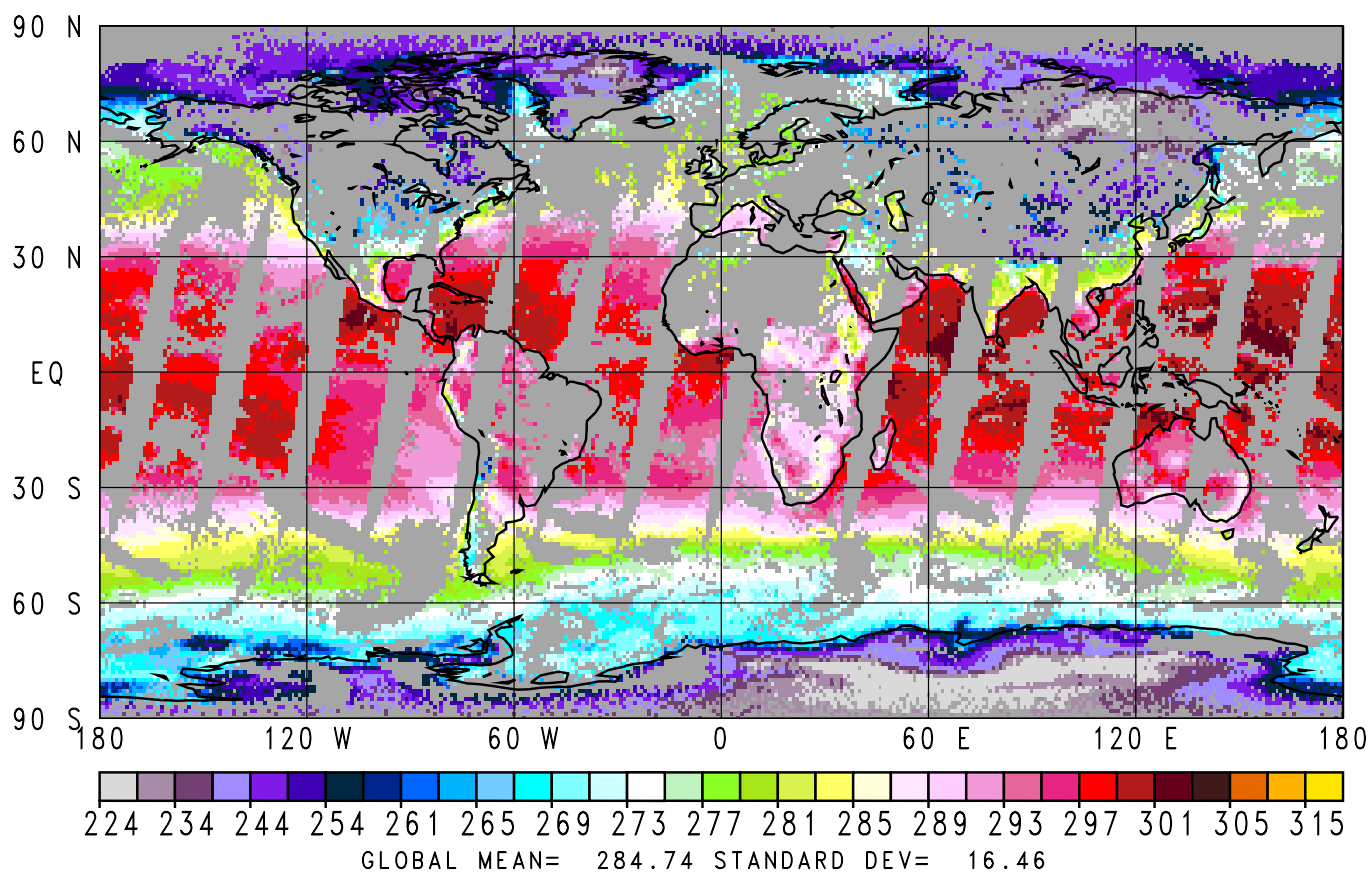 90 N
60 N
30 N
EQ
30 S
60 S
90 S
180 120 W 60 W 0 60 E 120 E 180
224 234 244 254 261 265 269 273 277 281 285 289 293 297 301 305 315
GLOBAL MEAN= 284.74 STANDARD DEV= 16.46